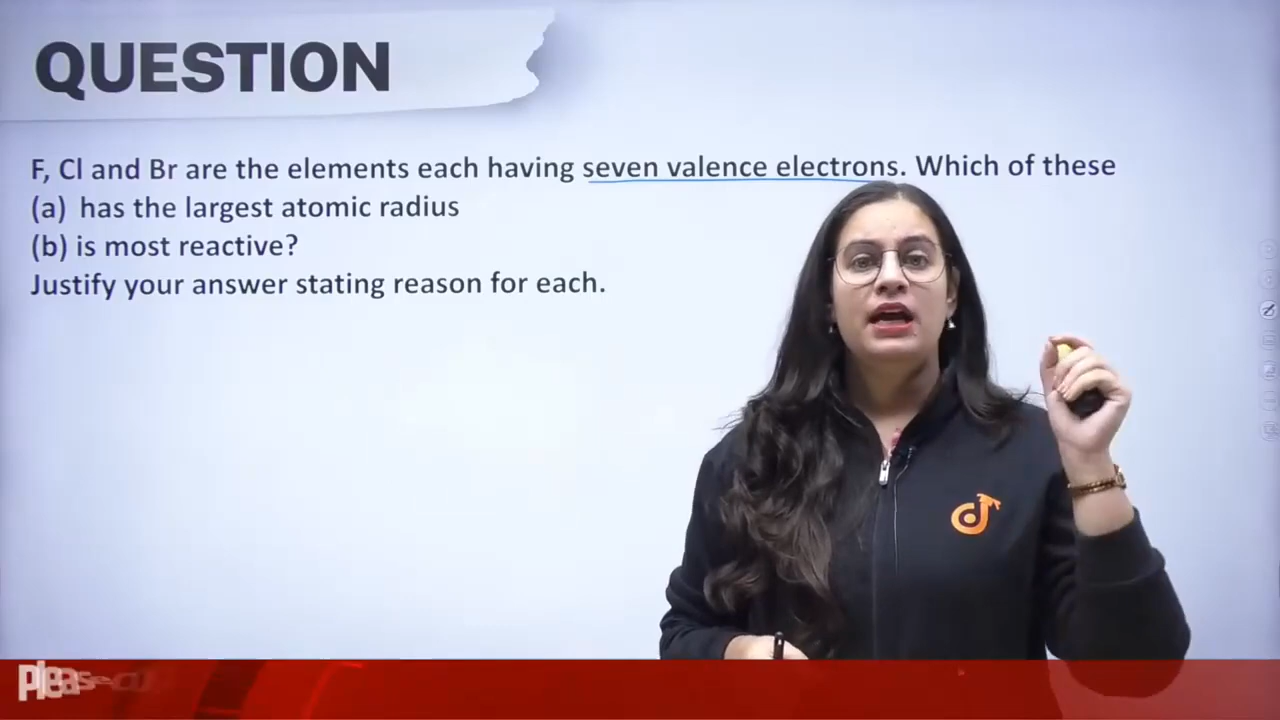 QUESTION
F, Cl and Br are the elements each having seven valence electrons. Which of these
(a) has the largest atomic radius
(b) is most reactive?
Justify your answer stating reason for each.